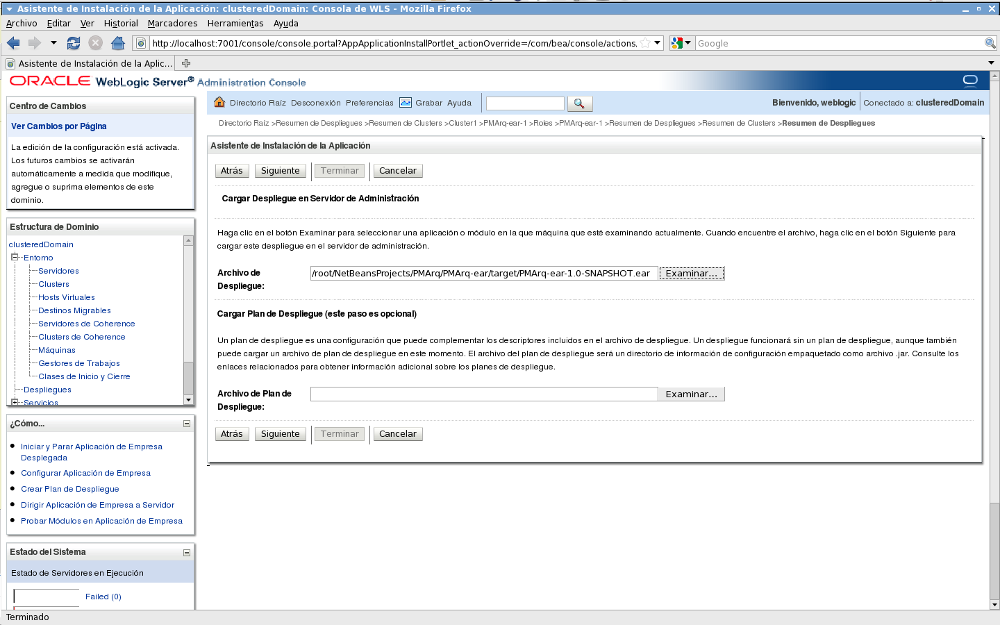 Asistente de Instalación de la Aplicación: clusteredDomain: Consola de WLS - Mozilla Firefox
Archivo Editar Ver Historial Marcadores Herramientas Ayuda
http://localhost:7001/console/console.portal?AppApplicationInstallPortlet_actionOverride=/com/bea/console/actions,
Google
Asistente de Instalación de la Aplic...
ORACLE WebLogic Server® Administration Console
Centro de Cambios
Ver Cambios por Página
La edición de la configuración está activada.
Los futuros cambios se activarán
automáticamente a medida que modifique,
agregue o suprima elementos de este
dominio.
Estructura de Dominio
clusteredDomain
Entorno
Servidores
Clusters
Hosts Virtuales
Destinos Migrables
Servidores de Coherence
Clusters de Coherence
Máquinas
Gestores de Trabajos
Clases de Inicio y Cierre
Despliegues
Servicios
¿Cómo...
Iniciar y Parar Aplicación de Empresa
Desplegada
Configurar Aplicación de Empresa
Crear Plan de Despliegue
Dirigir Aplicación de Empresa a Servidor
Probar Módulos en Aplicación de Empresa
Estado del Sistema
Estado de Servidores en Ejecución
Failed (0)
Directorio Raíz Desconexión Preferencias Grabar Ayuda
Bienvenido, weblogic Conectado a: clusteredDomain
Directorio Raíz >Resumen de Despliegues >Resumen de Clusters >Cluster1 >PMArq-ear-1 >Roles >PMArq-ear-1 >Resumen de Despliegues >Resumen de Clusters >Resumen de Despliegues
Asistente de Instalación de la Aplicación
Atrás Siguiente Terminar Cancelar
Cargar Despliegue en Servidor de Administración
Haga clic en el botón Examinar para seleccionar una aplicación o módulo en la que máquina que esté examinando actualmente. Cuando encuentre el archivo, haga clic en el botón Siguiente para
cargar este despliegue en el servidor de administración.
Archivo de
Despliegue:
/root/NetBeansProjects/PMArq/PMArq-ear/target/PMArq-ear-1.0-SNAPSHOT.ear Examinar...
Cargar Plan de Despliegue (este paso es opcional)
Un plan de despliegue es una configuración que puede complementar los descriptores incluidos en el archivo de despliegue. Un despliegue funcionará sin un plan de despliegue, aunque también
puede cargar un archivo de plan de despliegue en este momento. El archivo del plan de despliegue será un directorio de información de configuración empaquetado como archivo .jar. Consulte los
enlaces relacionados para obtener información adicional sobre los planes de despliegue.
Archivo de Plan de
Despliegue:
Examinar...
Atrás Siguiente Terminar Cancelar
Terminado